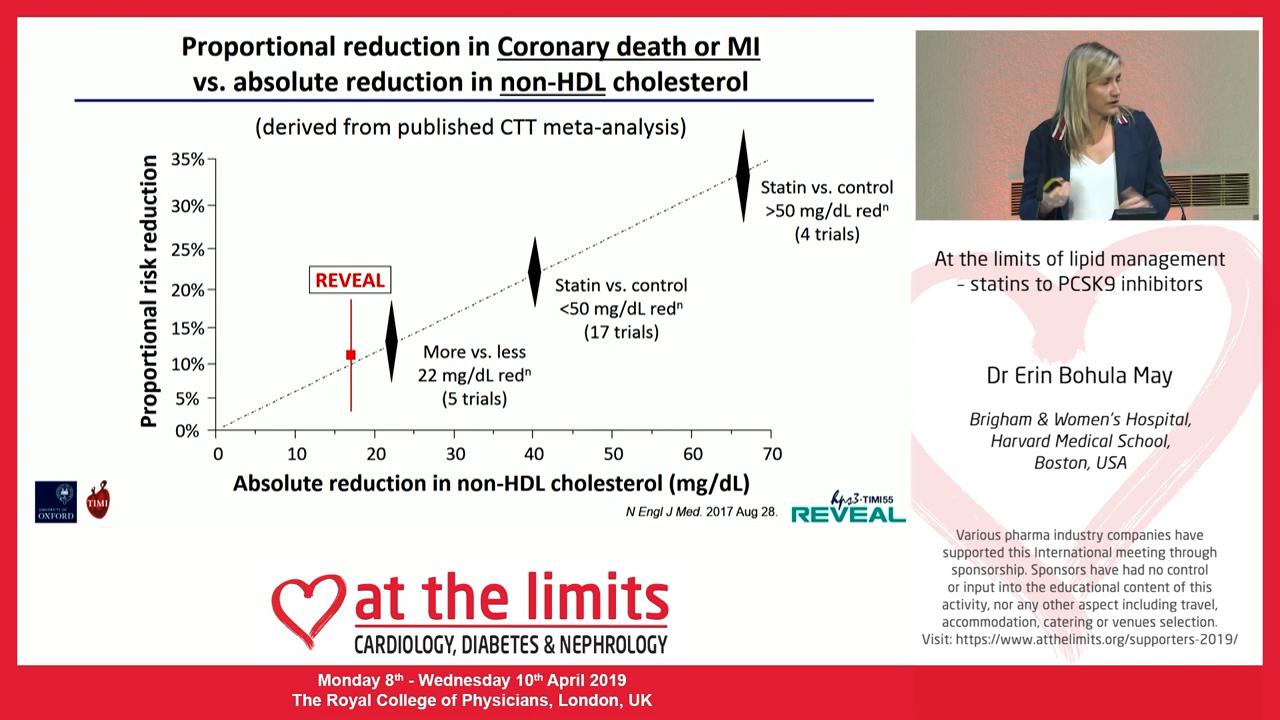 Proportional reduction in Coronary death or MI
vs. absolute reduction in non-HDL cholesterol
(derived from published CTT meta-analysis)
Proportional risk reduction
35%
30%
25%
20%
15%
10%
5%
0%
REVEAL
Statin vs. control
>50 mg/dL redⁿ
(4 trials)
Statin vs. control
<50 mg/dL redⁿ
(17 trials)
More vs. less
22 mg/dL redⁿ
(5 trials)
0 10 20 30 40 50 60 70
Absolute reduction in non-HDL cholesterol (mg/dL)
UNIVERSITY OF
OXFORD
TIMI
N Engl J Med. 2017 Aug 28.
hps3-TIMI55
REVEAL
at the limits
CARDIOLOGY, DIABETES & NEPHROLOGY
Monday 8th - Wednesday 10th April 2019
The Royal College of Physicians, London, UK
At the limits of lipid management
– statins to PCSK9 inhibitors
Dr Erin Bohula May
Brigham & Women's Hospital,
Harvard Medical School,
Boston, USA
Various pharma industry companies have
supported this International meeting through
sponsorship. Sponsors have had no control
or input into the educational content of this
activity, nor any other aspect including travel,
accommodation, catering or venues selection.
Visit: https://www.atthelimits.org/supporters-2019/